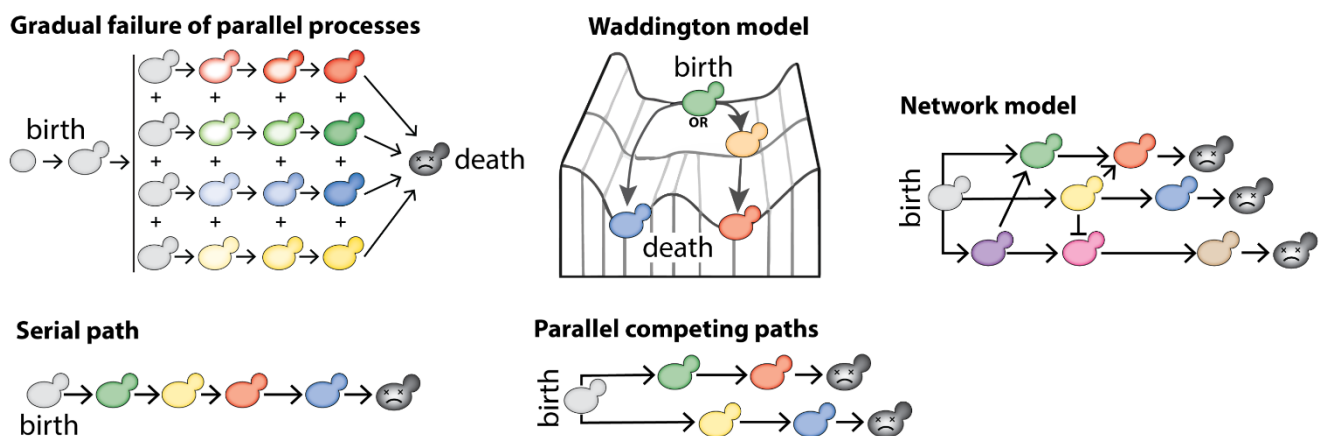 Gradual failure of parallel processes
birth
+ + + +
+ + + +
+ + + +
death
Waddington model
birth
OR
death
Network model
birth
Serial path
birth
Parallel competing paths
birth